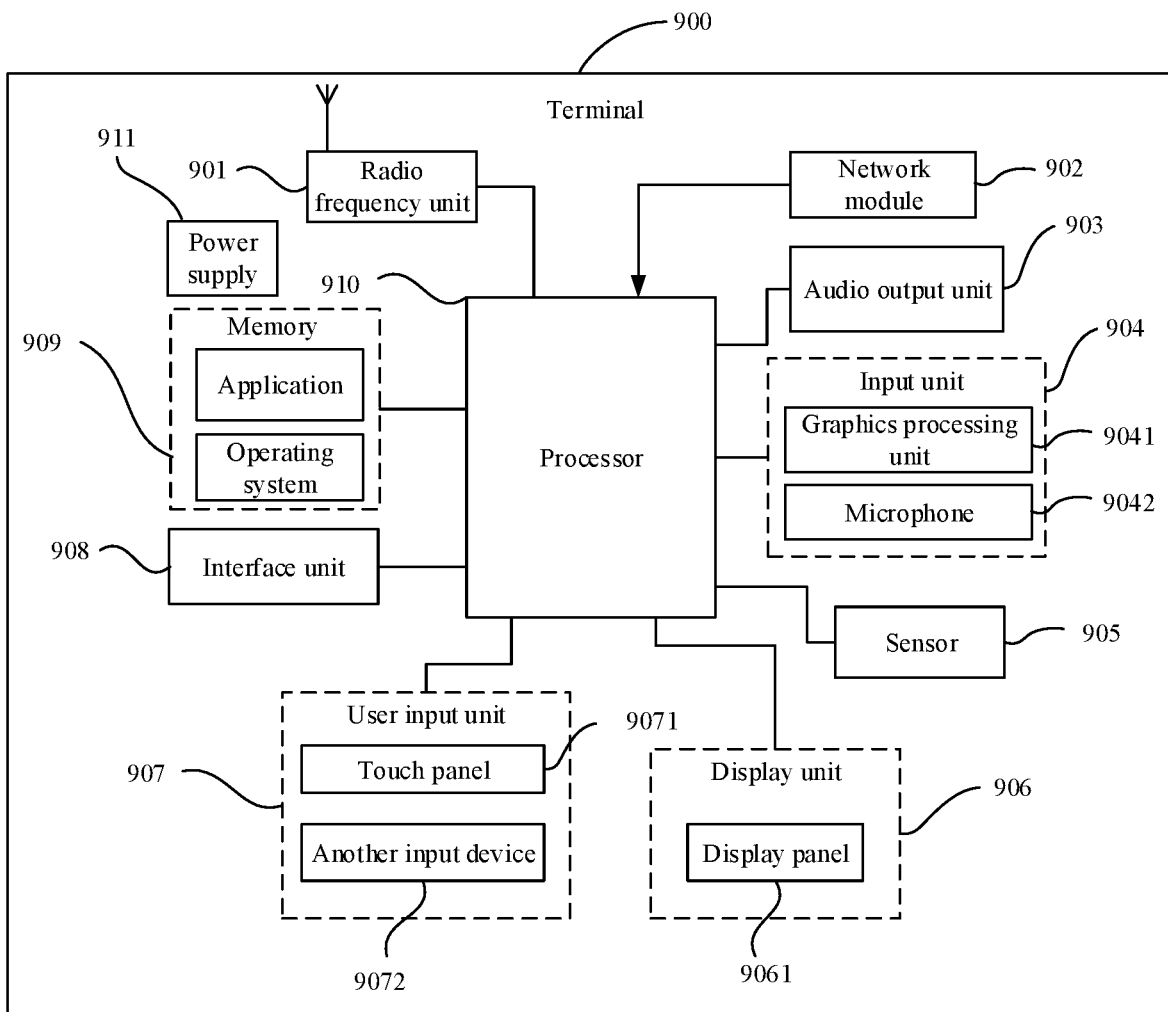 900
Terminal
911
901
Radio
frequency unit
Network
module
902
Power
supply
903
Audio output unit
910
Memory
909
Application
Operating
system
904
Input unit
Graphics processing
unit
9041
Microphone
9042
Processor
908
Interface unit
Sensor
905
User input unit
9071
907
Touch panel
Another input device
9072
Display unit
906
Display panel
9061